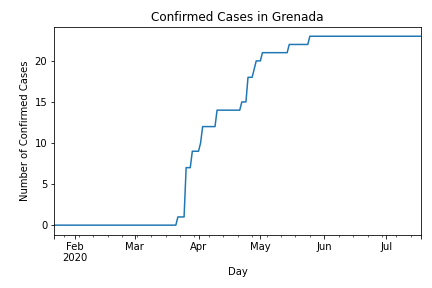 Confirmed Cases in Grenada
Number of Confirmed Cases
20
15
10
5
0
Feb Mar Apr May Jun Jul
2020
Day